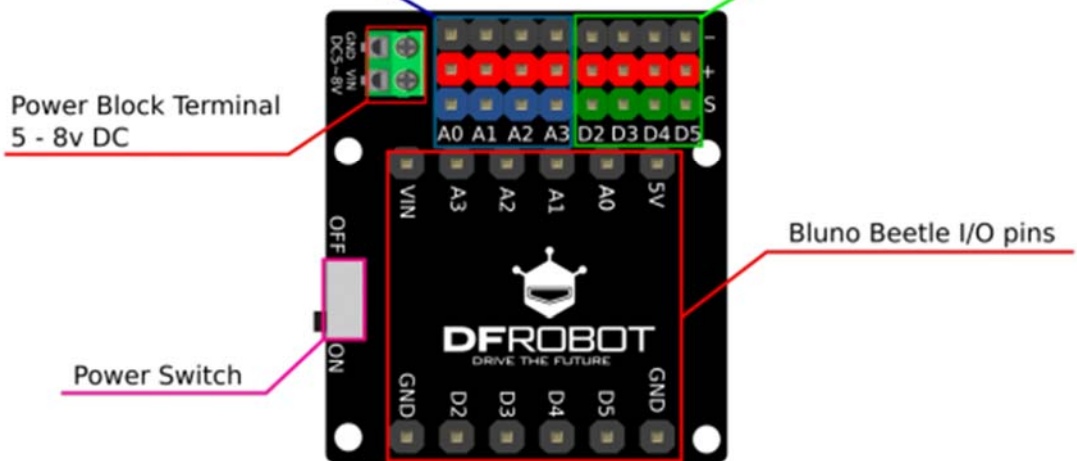 GND VIN
DC5~8V
-
+
S
A0 A1 A2 A3 D2 D3 D4 D5
Power Block Terminal
5 - 8v DC
VIN A3 A2 A1 A0 5V
OFF
ON
Bluno Beetle I/O pins
DFROBOT
DRIVE THE FUTURE
Power Switch
GND D2 D3 D4 D5 GND